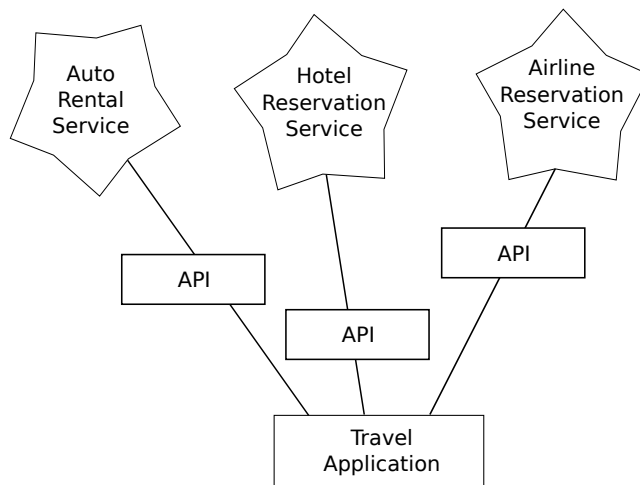 Auto
Rental
Service
Hotel
Reservation
Service
Airline
Reservation
Service
API
API
API
Travel
Application